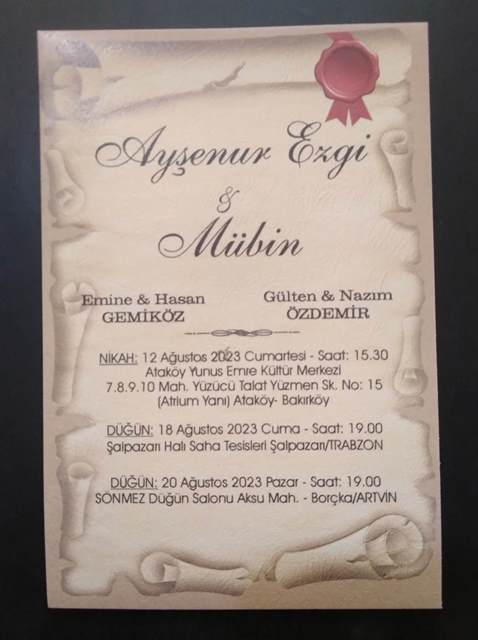 Ayşenur Ezgi
&
Mübin
Emine & Hasan
GEMİKÖZ
Gülten & Nazım
ÖZDEMİR
NİKAH: 12 Ağustos 2023 Cumartesi - Saat: 15.30
Ataköy Yunus Emre Kültür Merkezi
7.8.9.10 Mah. Yüzücü Talat Yüzmen Sk. No: 15
(Atrium Yanı) Ataköy- Bakırköy
DÜĞÜN: 18 Ağustos 2023 Cuma - Saat: 19.00
Şalpazarı Halı Saha Tesisleri Şalpazarı/TRABZON
DÜĞÜN: 20 Ağustos 2023 Pazar - Saat: 19.00
SÖNMEZ Düğün Salonu Aksu Mah. - Borçka/ARTVİN